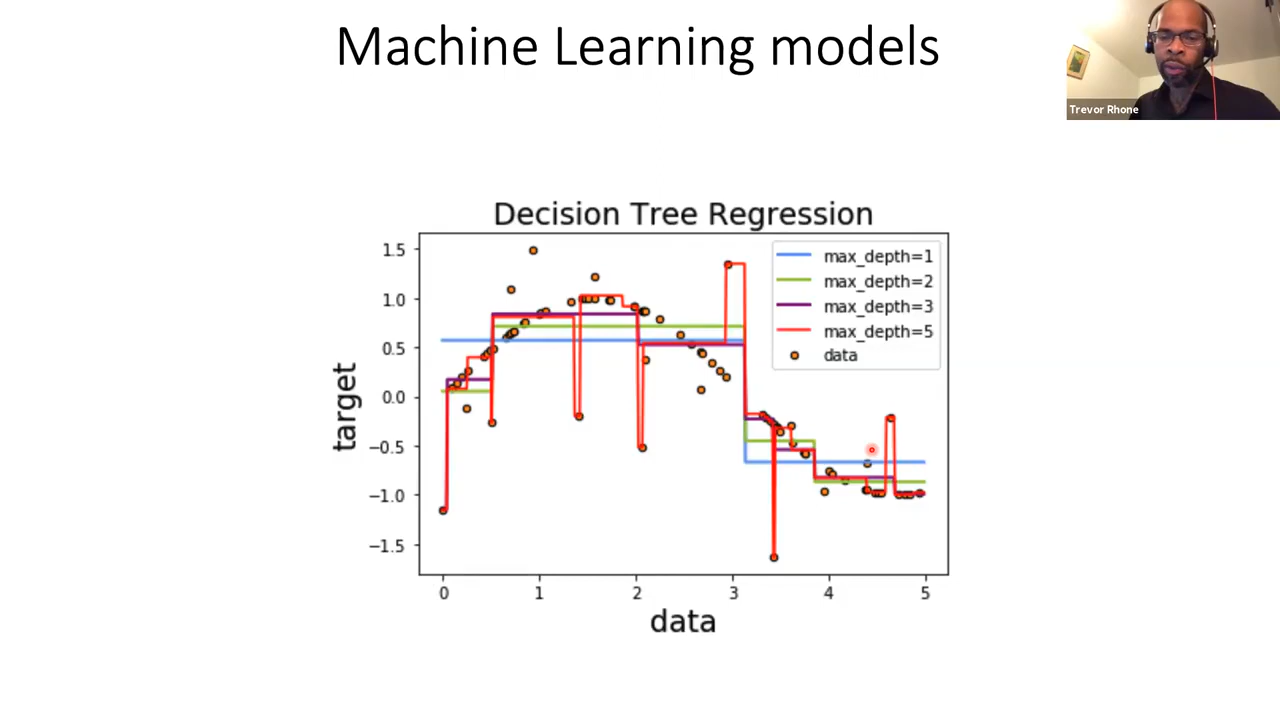 Machine Learning models
Trevor Rhone
Decision Tree Regression
max_depth=1
max_depth=2
max_depth=3
max_depth=5
data
target
1.5
1.0
0.5
0.0
−0.5
−1.0
−1.5
0 1 2 3 4 5
data